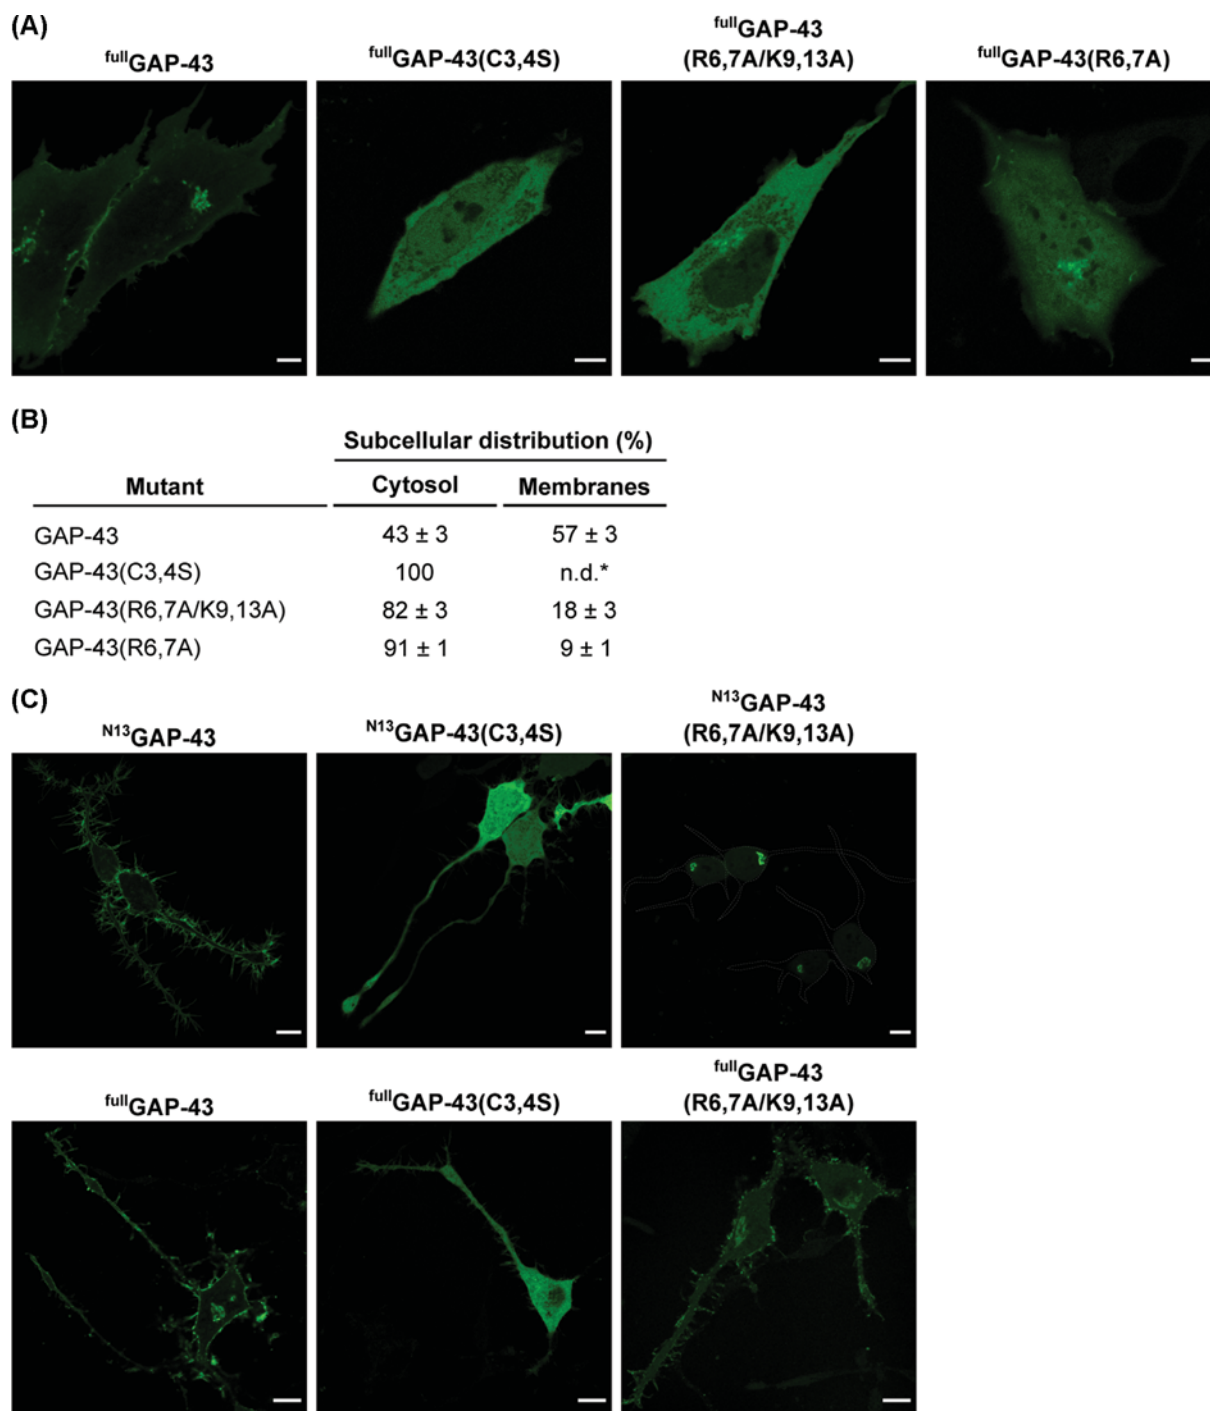 (A)
fullGAP-43
fullGAP-43(C3,4S)
fullGAP-43
(R6,7A/K9,13A)
fullGAP-43(R6,7A)
(B)
Subcellular distribution (%)
Mutant Cytosol Membranes
GAP-43 43 ± 3 57 ± 3
GAP-43(C3,4S) 100 n.d.*
GAP-43(R6,7A/K9,13A) 82 ± 3 18 ± 3
GAP-43(R6,7A) 91 ± 1 9 ± 1
(C)
N13GAP-43
N13GAP-43(C3,4S)
N13GAP-43
(R6,7A/K9,13A)
fullGAP-43
fullGAP-43(C3,4S)
fullGAP-43
(R6,7A/K9,13A)